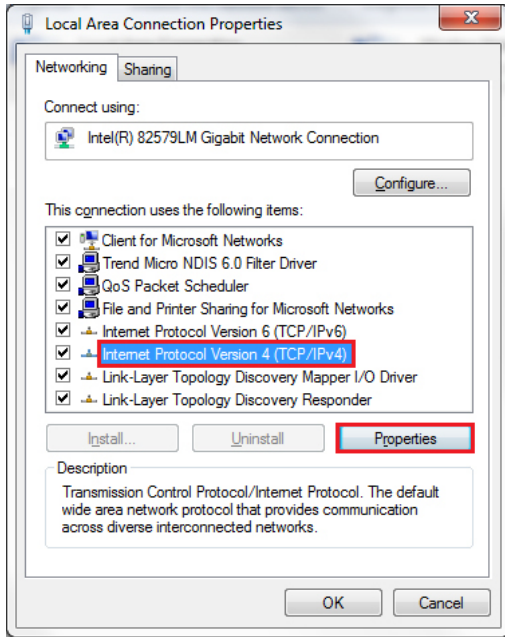 Local Area Connection Properties
Networking
Sharing
Connect using:
Intel(R) 82579LM Gigabit Network Connection
Configure...
This connection uses the following items:
Client for Microsoft Networks
Trend Micro NDIS 6.0 Filter Driver
QoS Packet Scheduler
File and Printer Sharing for Microsoft Networks
Internet Protocol Version 6 (TCP/IPv6)
Internet Protocol Version 4 (TCP/IPv4)
Link-Layer Topology Discovery Mapper I/O Driver
Link-Layer Topology Discovery Responder
Install...
Uninstall
Properties
Description
Transmission Control Protocol/Internet Protocol. The default
wide area network protocol that provides communication
across diverse interconnected networks.
OK
Cancel